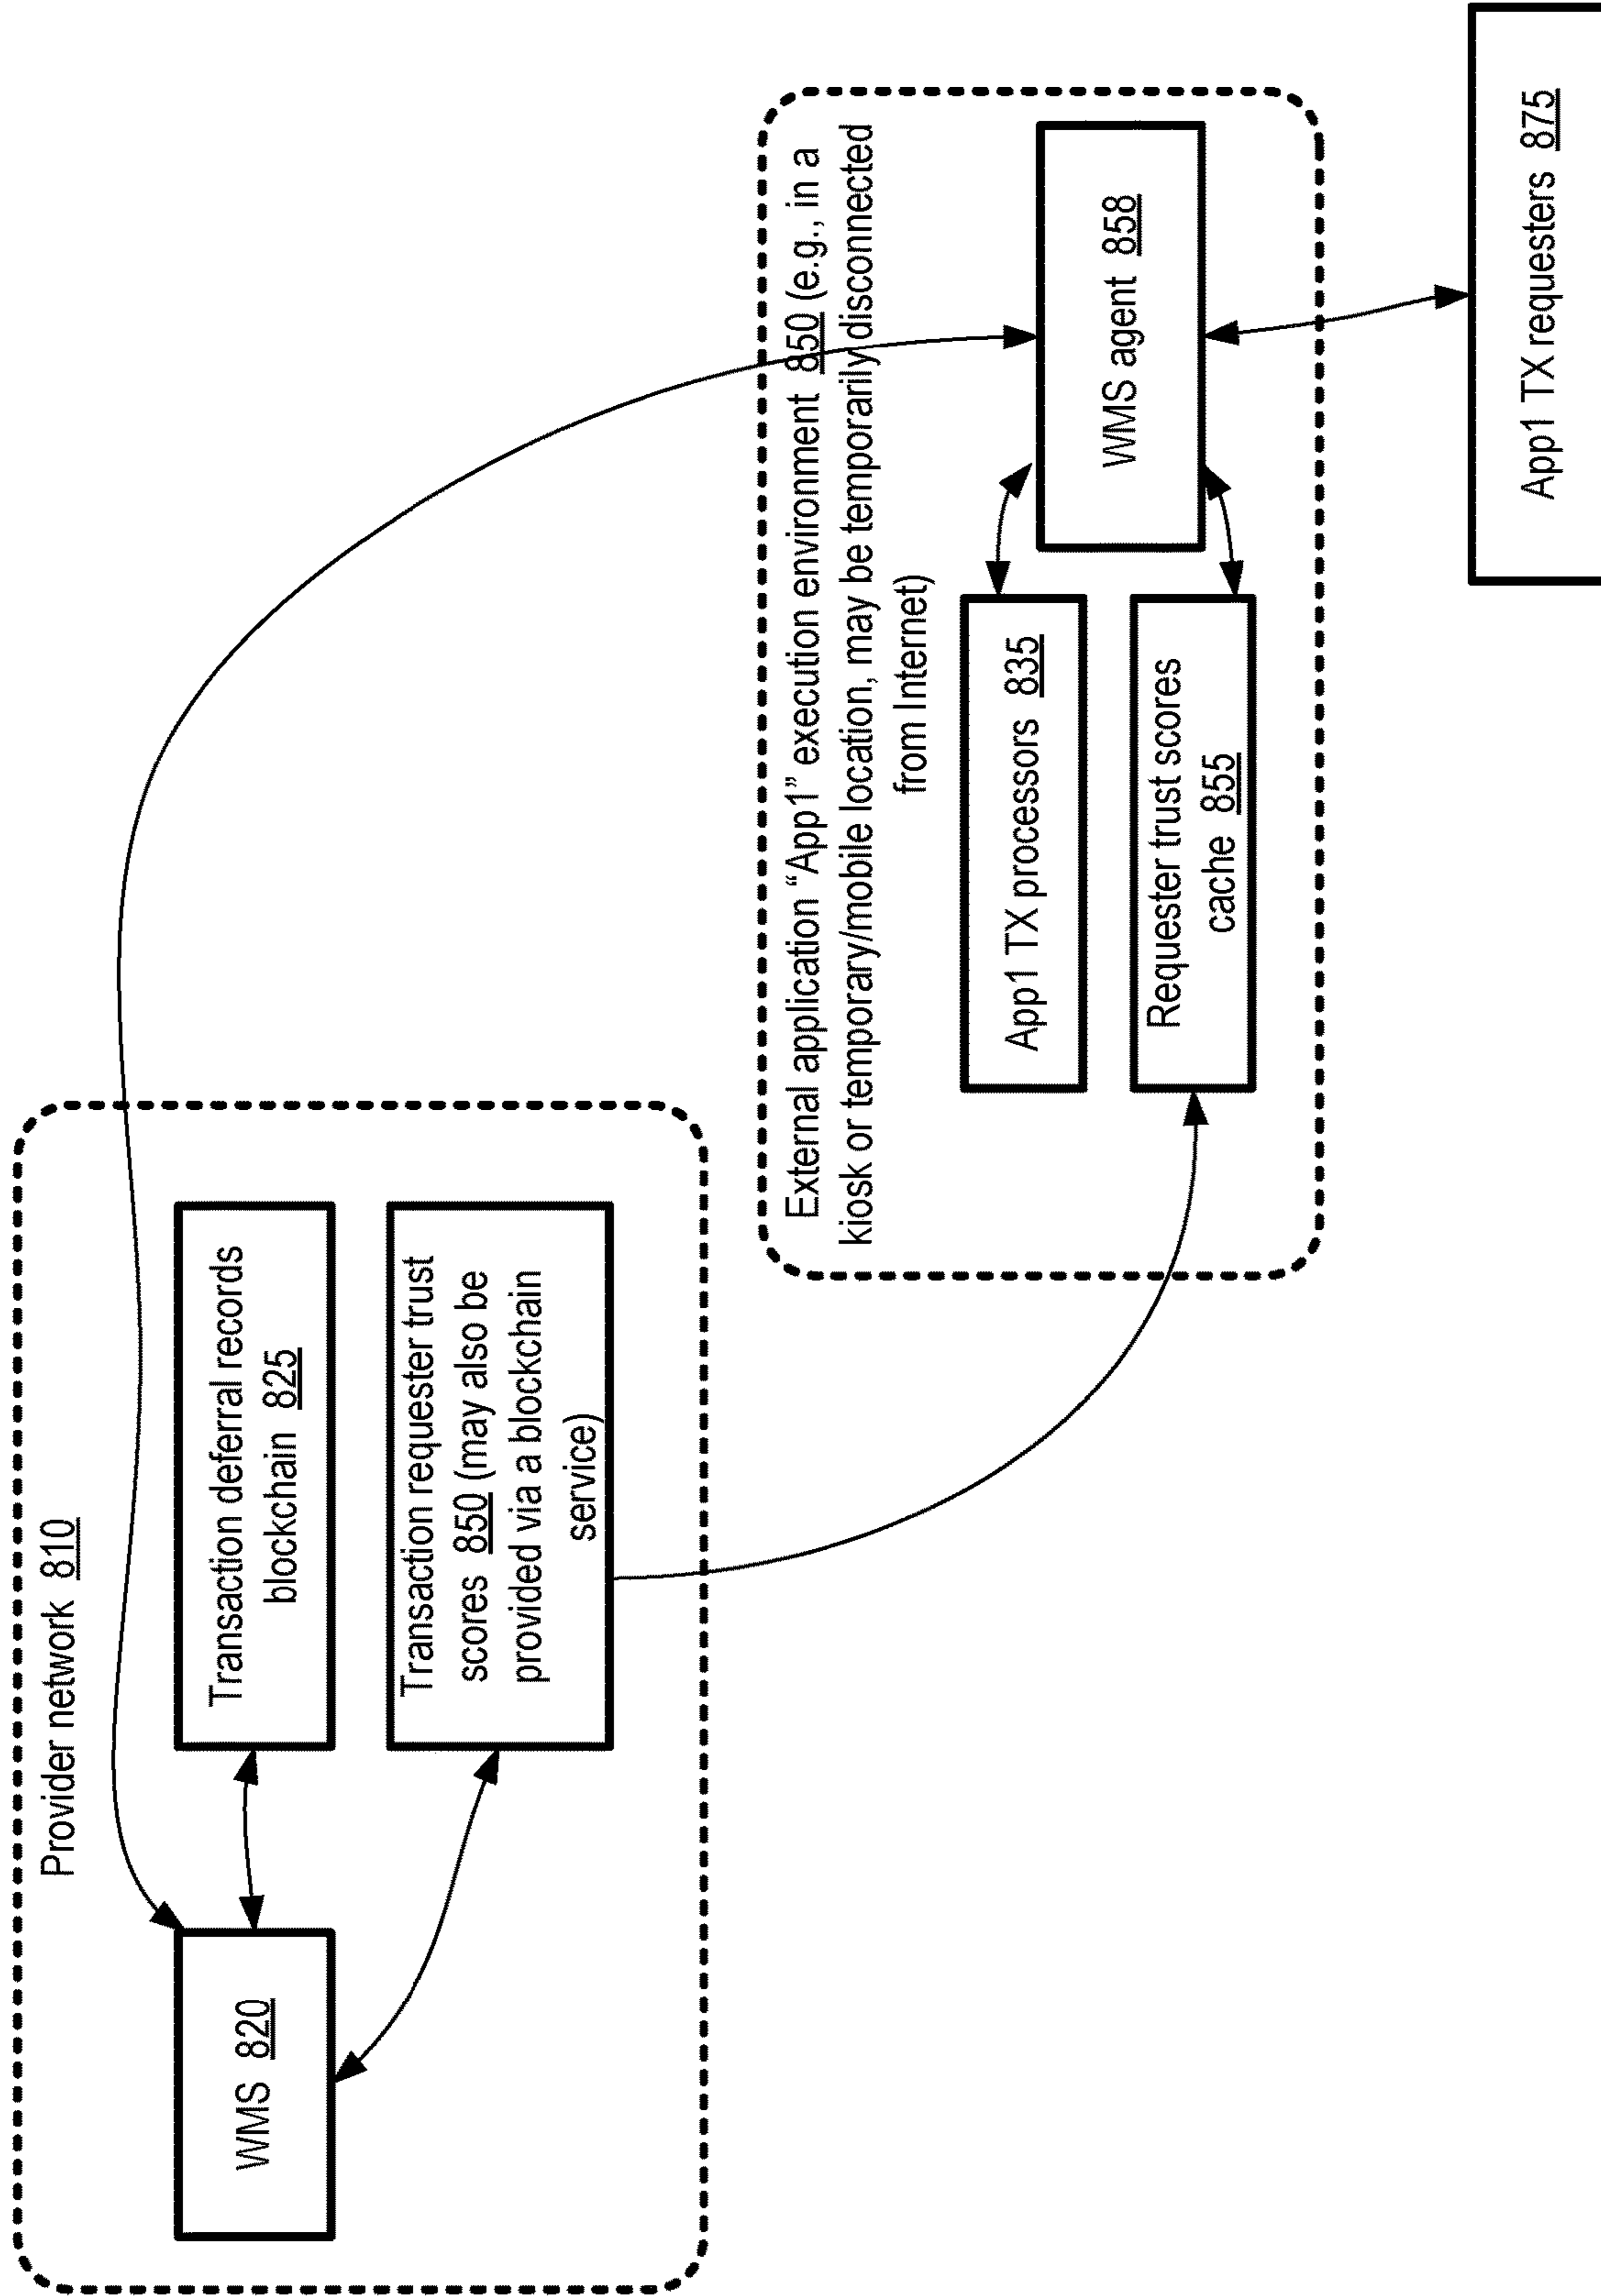 Provider network 810
WMS 820
Transaction deferral records
blockchain 825
Transaction requester trust
scores 850 (may also be
provided via a blockchain
service)
External application “App1” execution environment 850 (e.g., in a
kiosk or temporary/mobile location, may be temporarily disconnected
from Internet)
App1 TX processors 835
Requester trust scores
cache 855
WMS agent 858
App1 TX requesters 875